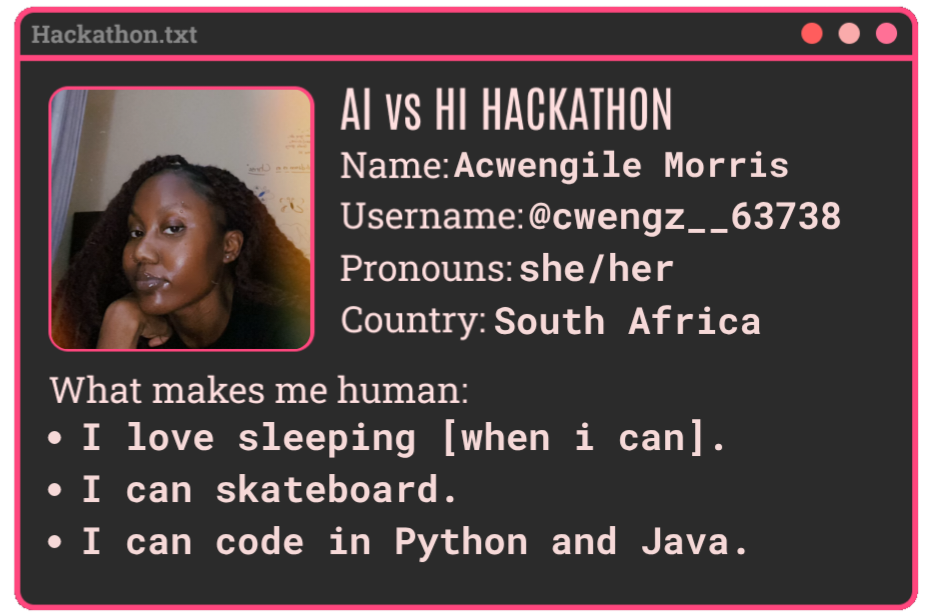 Hackathon.txt
AI vs HI HACKATHON
Name: Acwengile Morris
Username: @cwengz__63738
Pronouns: she/her
Country: South Africa
What makes me human:
• I love sleeping [when i can].
• I can skateboard.
• I can code in Python and Java.